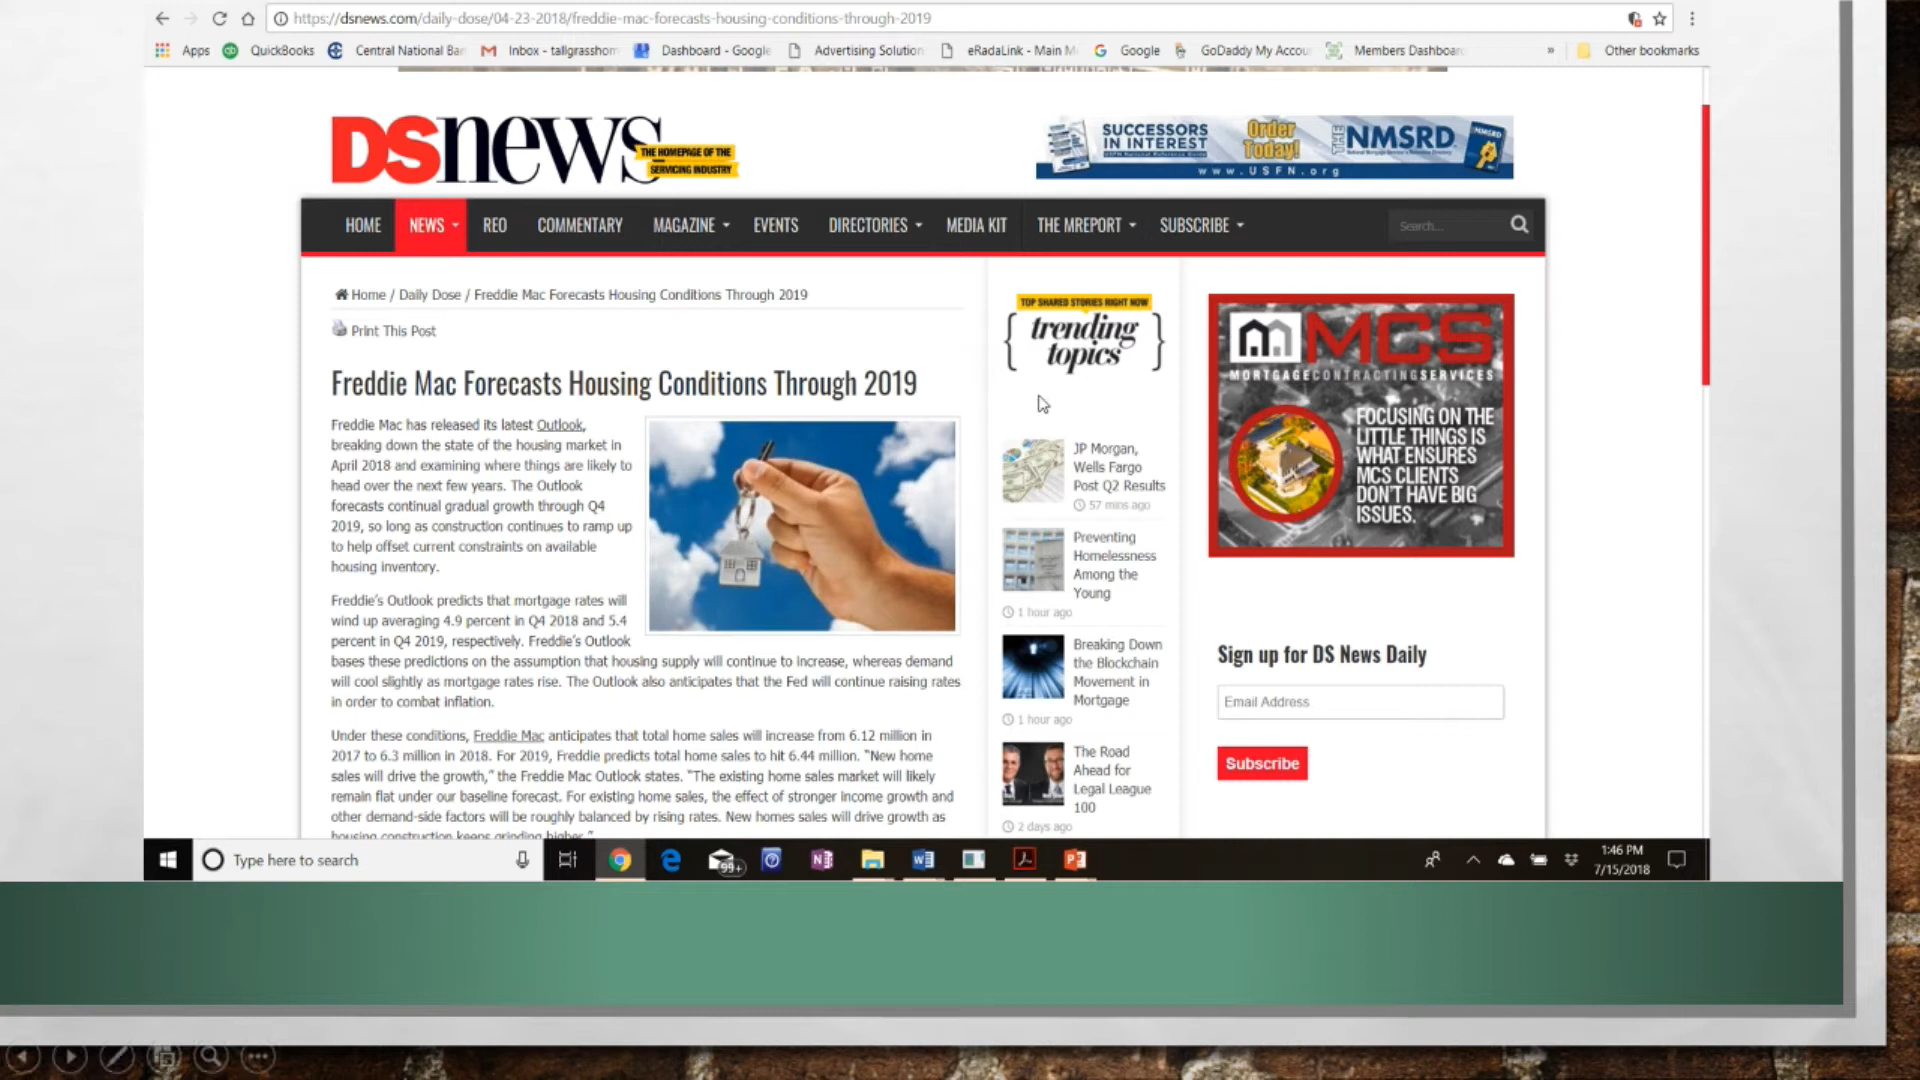 https://dsnews.com/daily-dose/04-23-2018/freddie-mac-forecasts-housing-conditions-through-2019
Apps QuickBooks Central National Ban Inbox - tallgrasshom Dashboard - Google Advertising Solution eRadaLink - Main M Google GoDaddy My Accou Members Dashboard » Other bookmarks
DSnews
THE HOMEPAGE OF THE
SERVICING INDUSTRY
SUCCESSORS
IN INTEREST
Order
Today!
THE NMSRD
www.USFN.org
HOME NEWS REO COMMENTARY MAGAZINE EVENTS DIRECTORIES MEDIA KIT THE MREPORT SUBSCRIBE Search...
Home / Daily Dose / Freddie Mac Forecasts Housing Conditions Through 2019
Print This Post
Freddie Mac Forecasts Housing Conditions Through 2019
Freddie Mac has released its latest Outlook,
breaking down the state of the housing market in
April 2018 and examining where things are likely to
head over the next few years. The Outlook
forecasts continual gradual growth through Q4
2019, so long as construction continues to ramp up
to help offset current constraints on available
housing inventory.
Freddie's Outlook predicts that mortgage rates will
wind up averaging 4.9 percent in Q4 2018 and 5.4
percent in Q4 2019, respectively. Freddie's Outlook
bases these predictions on the assumption that housing supply will continue to increase, whereas demand
will cool slightly as mortgage rates rise. The Outlook also anticipates that the Fed will continue raising rates
in order to combat inflation.
Under these conditions, Freddie Mac anticipates that total home sales will increase from 6.12 million in
2017 to 6.3 million in 2018. For 2019, Freddie predicts total home sales to hit 6.44 million. "New home
sales will drive the growth," the Freddie Mac Outlook states. "The existing home sales market will likely
remain flat under our baseline forecast. For existing home sales, the effect of stronger income growth and
other demand-side factors will be roughly balanced by rising rates. New homes sales will drive growth as
housing construction keeps grinding higher."
TOP SHARED STORIES RIGHT NOW
trending
topics
JP Morgan,
Wells Fargo
Post Q2 Results
57 mins ago
Preventing
Homelessness
Among the
Young
1 hour ago
Breaking Down
the Blockchain
Movement in
Mortgage
1 hour ago
The Road
Ahead for
Legal League
100
2 days ago
MCS
MORTGAGECONTRACTINGSERVICES
FOCUSING ON THE
LITTLE THINGS IS
WHAT ENSURES
MCS CLIENTS
DON'T HAVE BIG
ISSUES.
Sign up for DS News Daily
Email Address
Subscribe
Type here to search
99+
1:46 PM
7/15/2018